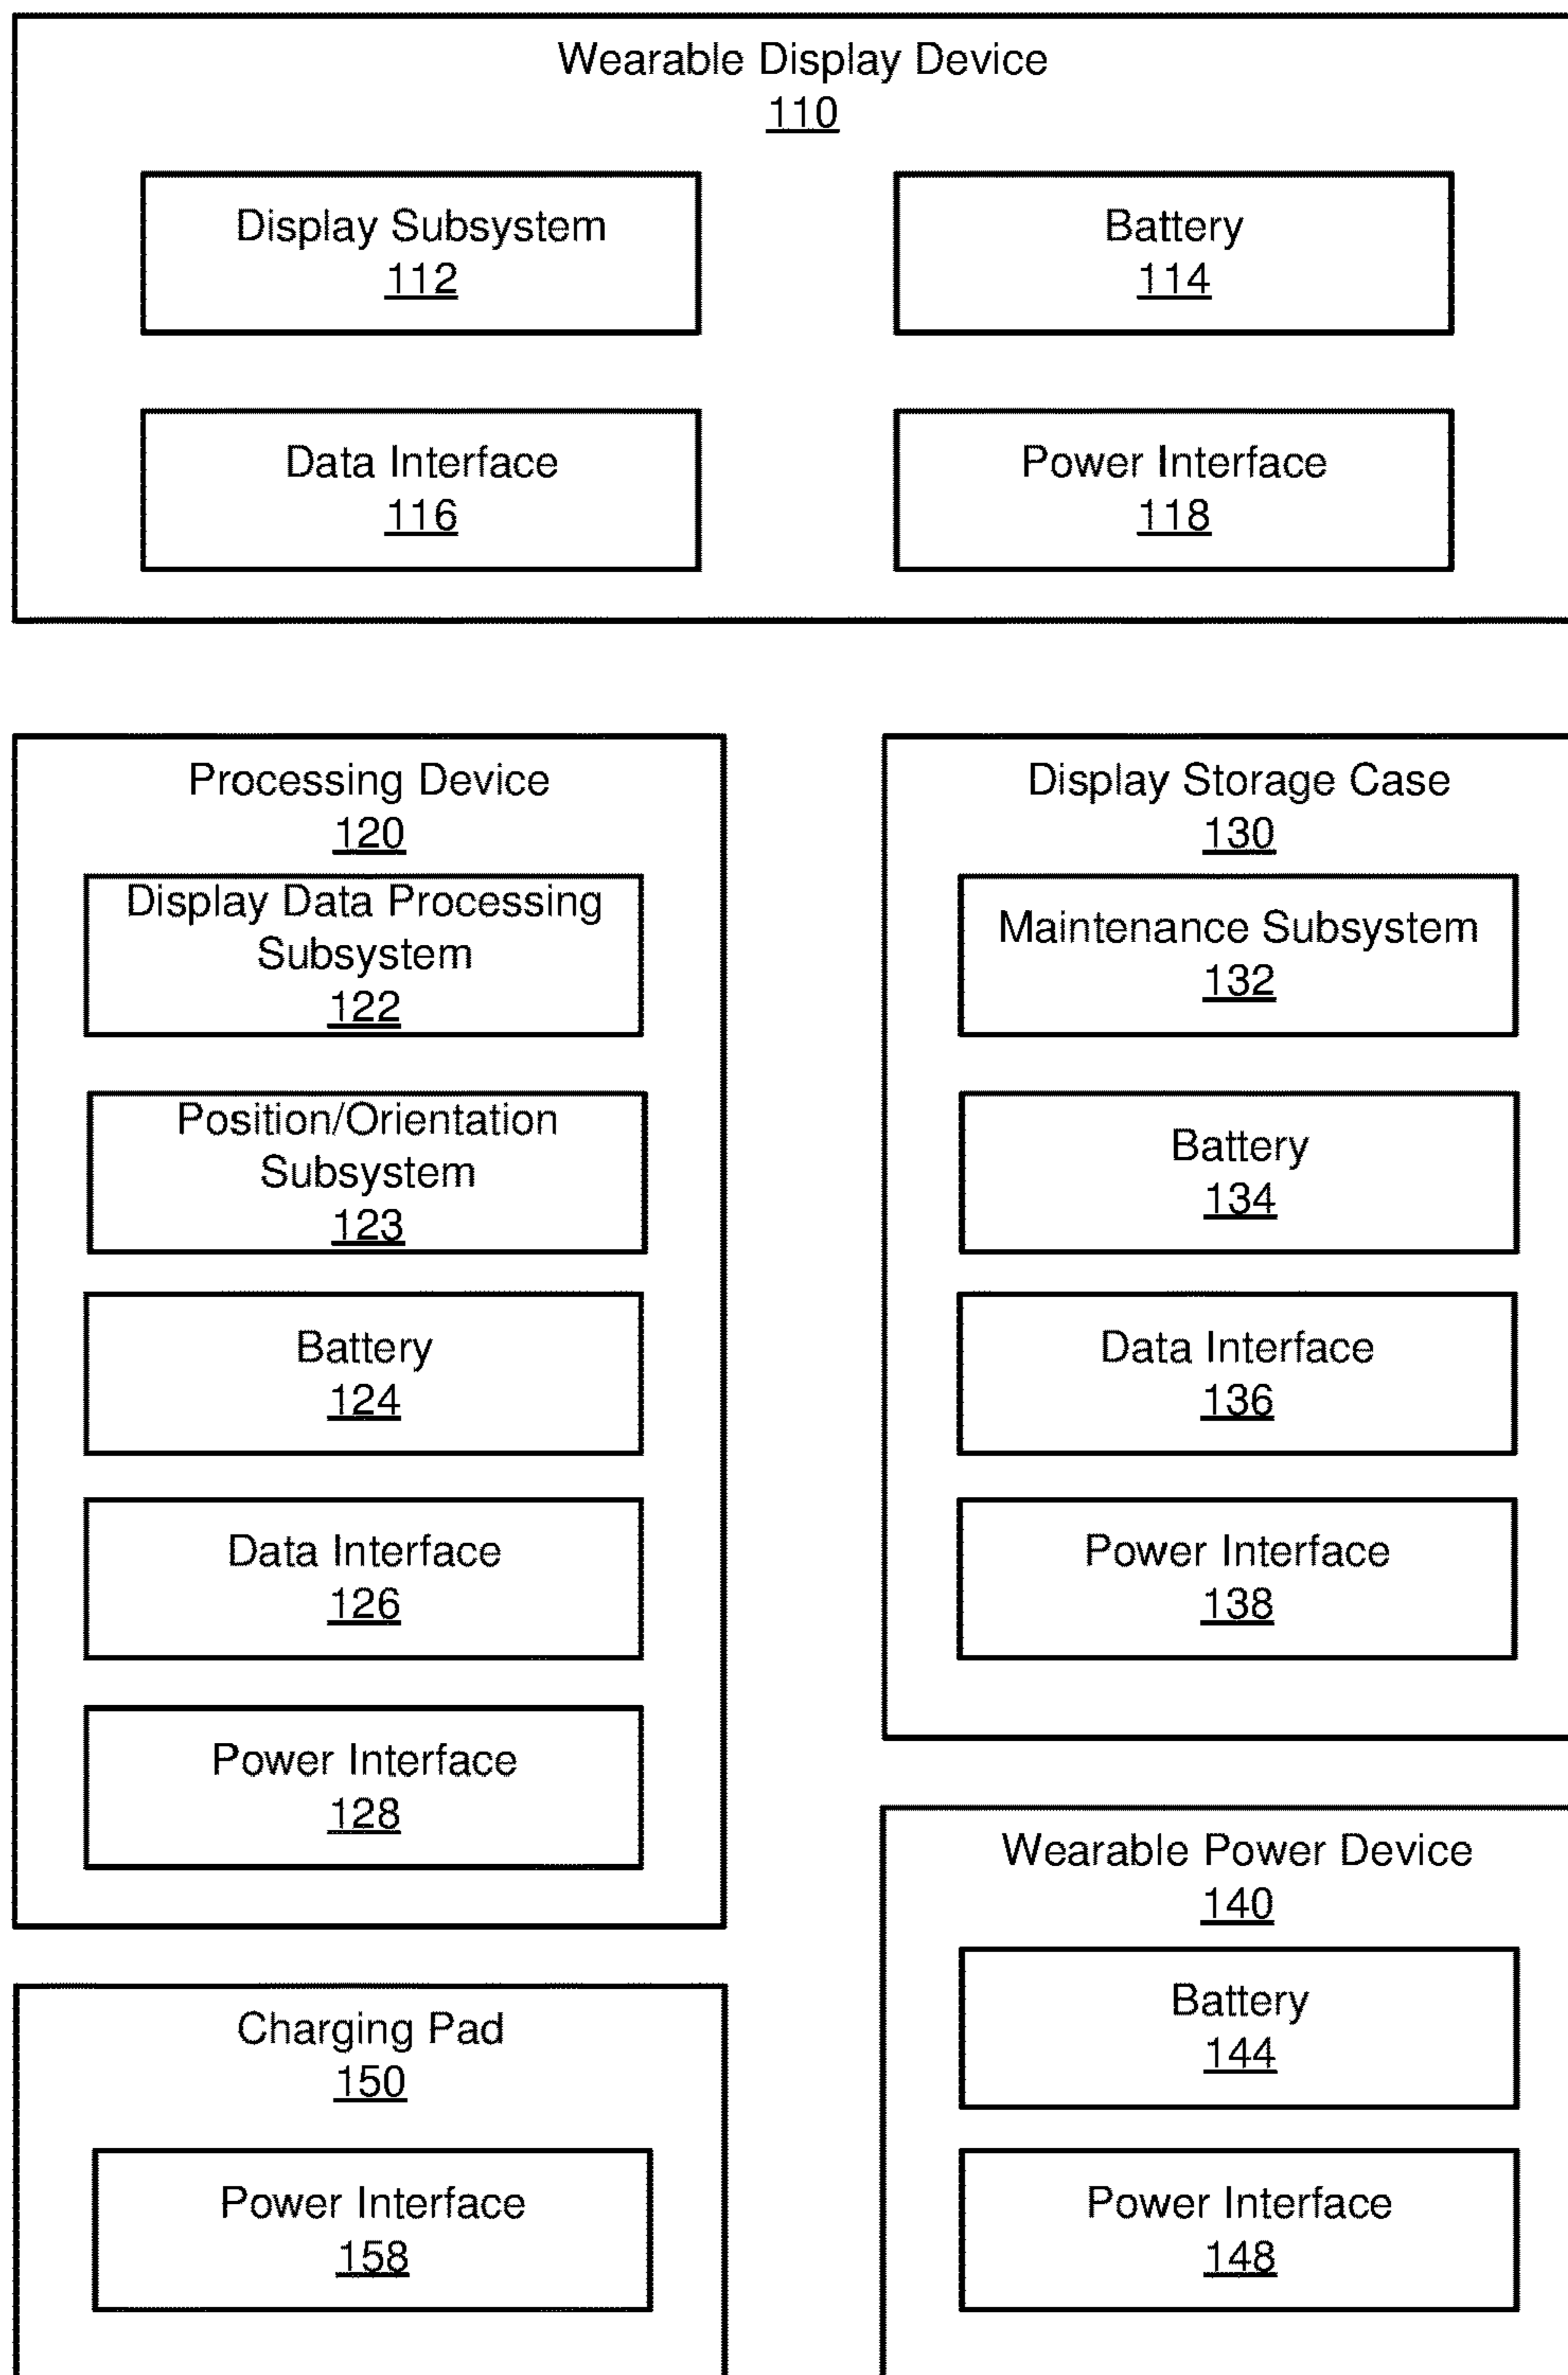 Wearable Display Device
110
Display Subsystem
112
Battery
114
Data Interface
116
Power Interface
118
Processing Device
120
Display Data Processing
Subsystem
122
Position/Orientation
Subsystem
123
Battery
124
Data Interface
126
Power Interface
128
Display Storage Case
130
Maintenance Subsystem
132
Battery
134
Data Interface
136
Power Interface
138
Wearable Power Device
140
Battery
144
Power Interface
148
Charging Pad
150
Power Interface
158